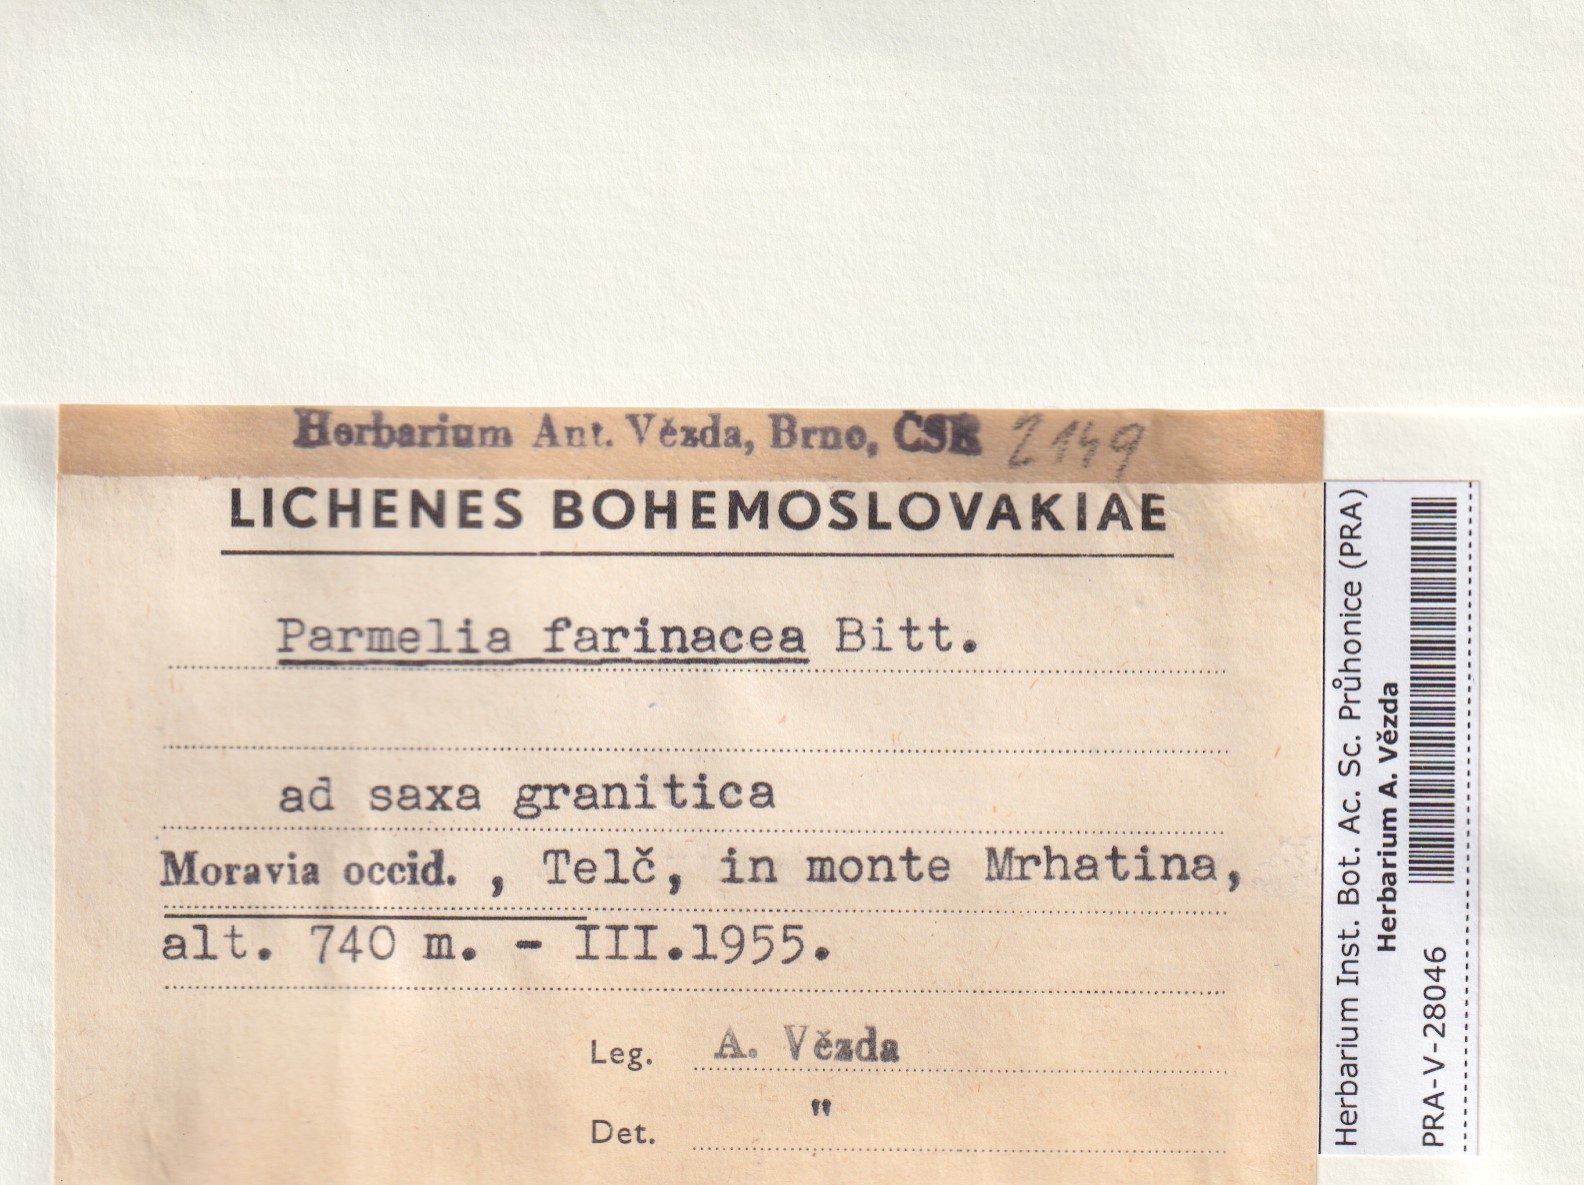 Herbarium Ant. Vězda, Brno, ČSR 2149
LICHENES BOHEMOSLOVAKIAE
Parmelia farinacea Bitt.
ad saxa granitica
Moravia occid. , Telč, in monte Mrhatina,
alt. 740 m. - III.1955.
Leg. A. Vězda
Det. "
Herbarium Inst. Bot. Ac. Sc. Průhonice (PRA)
Herbarium A. Vězda
PRA-V-28046